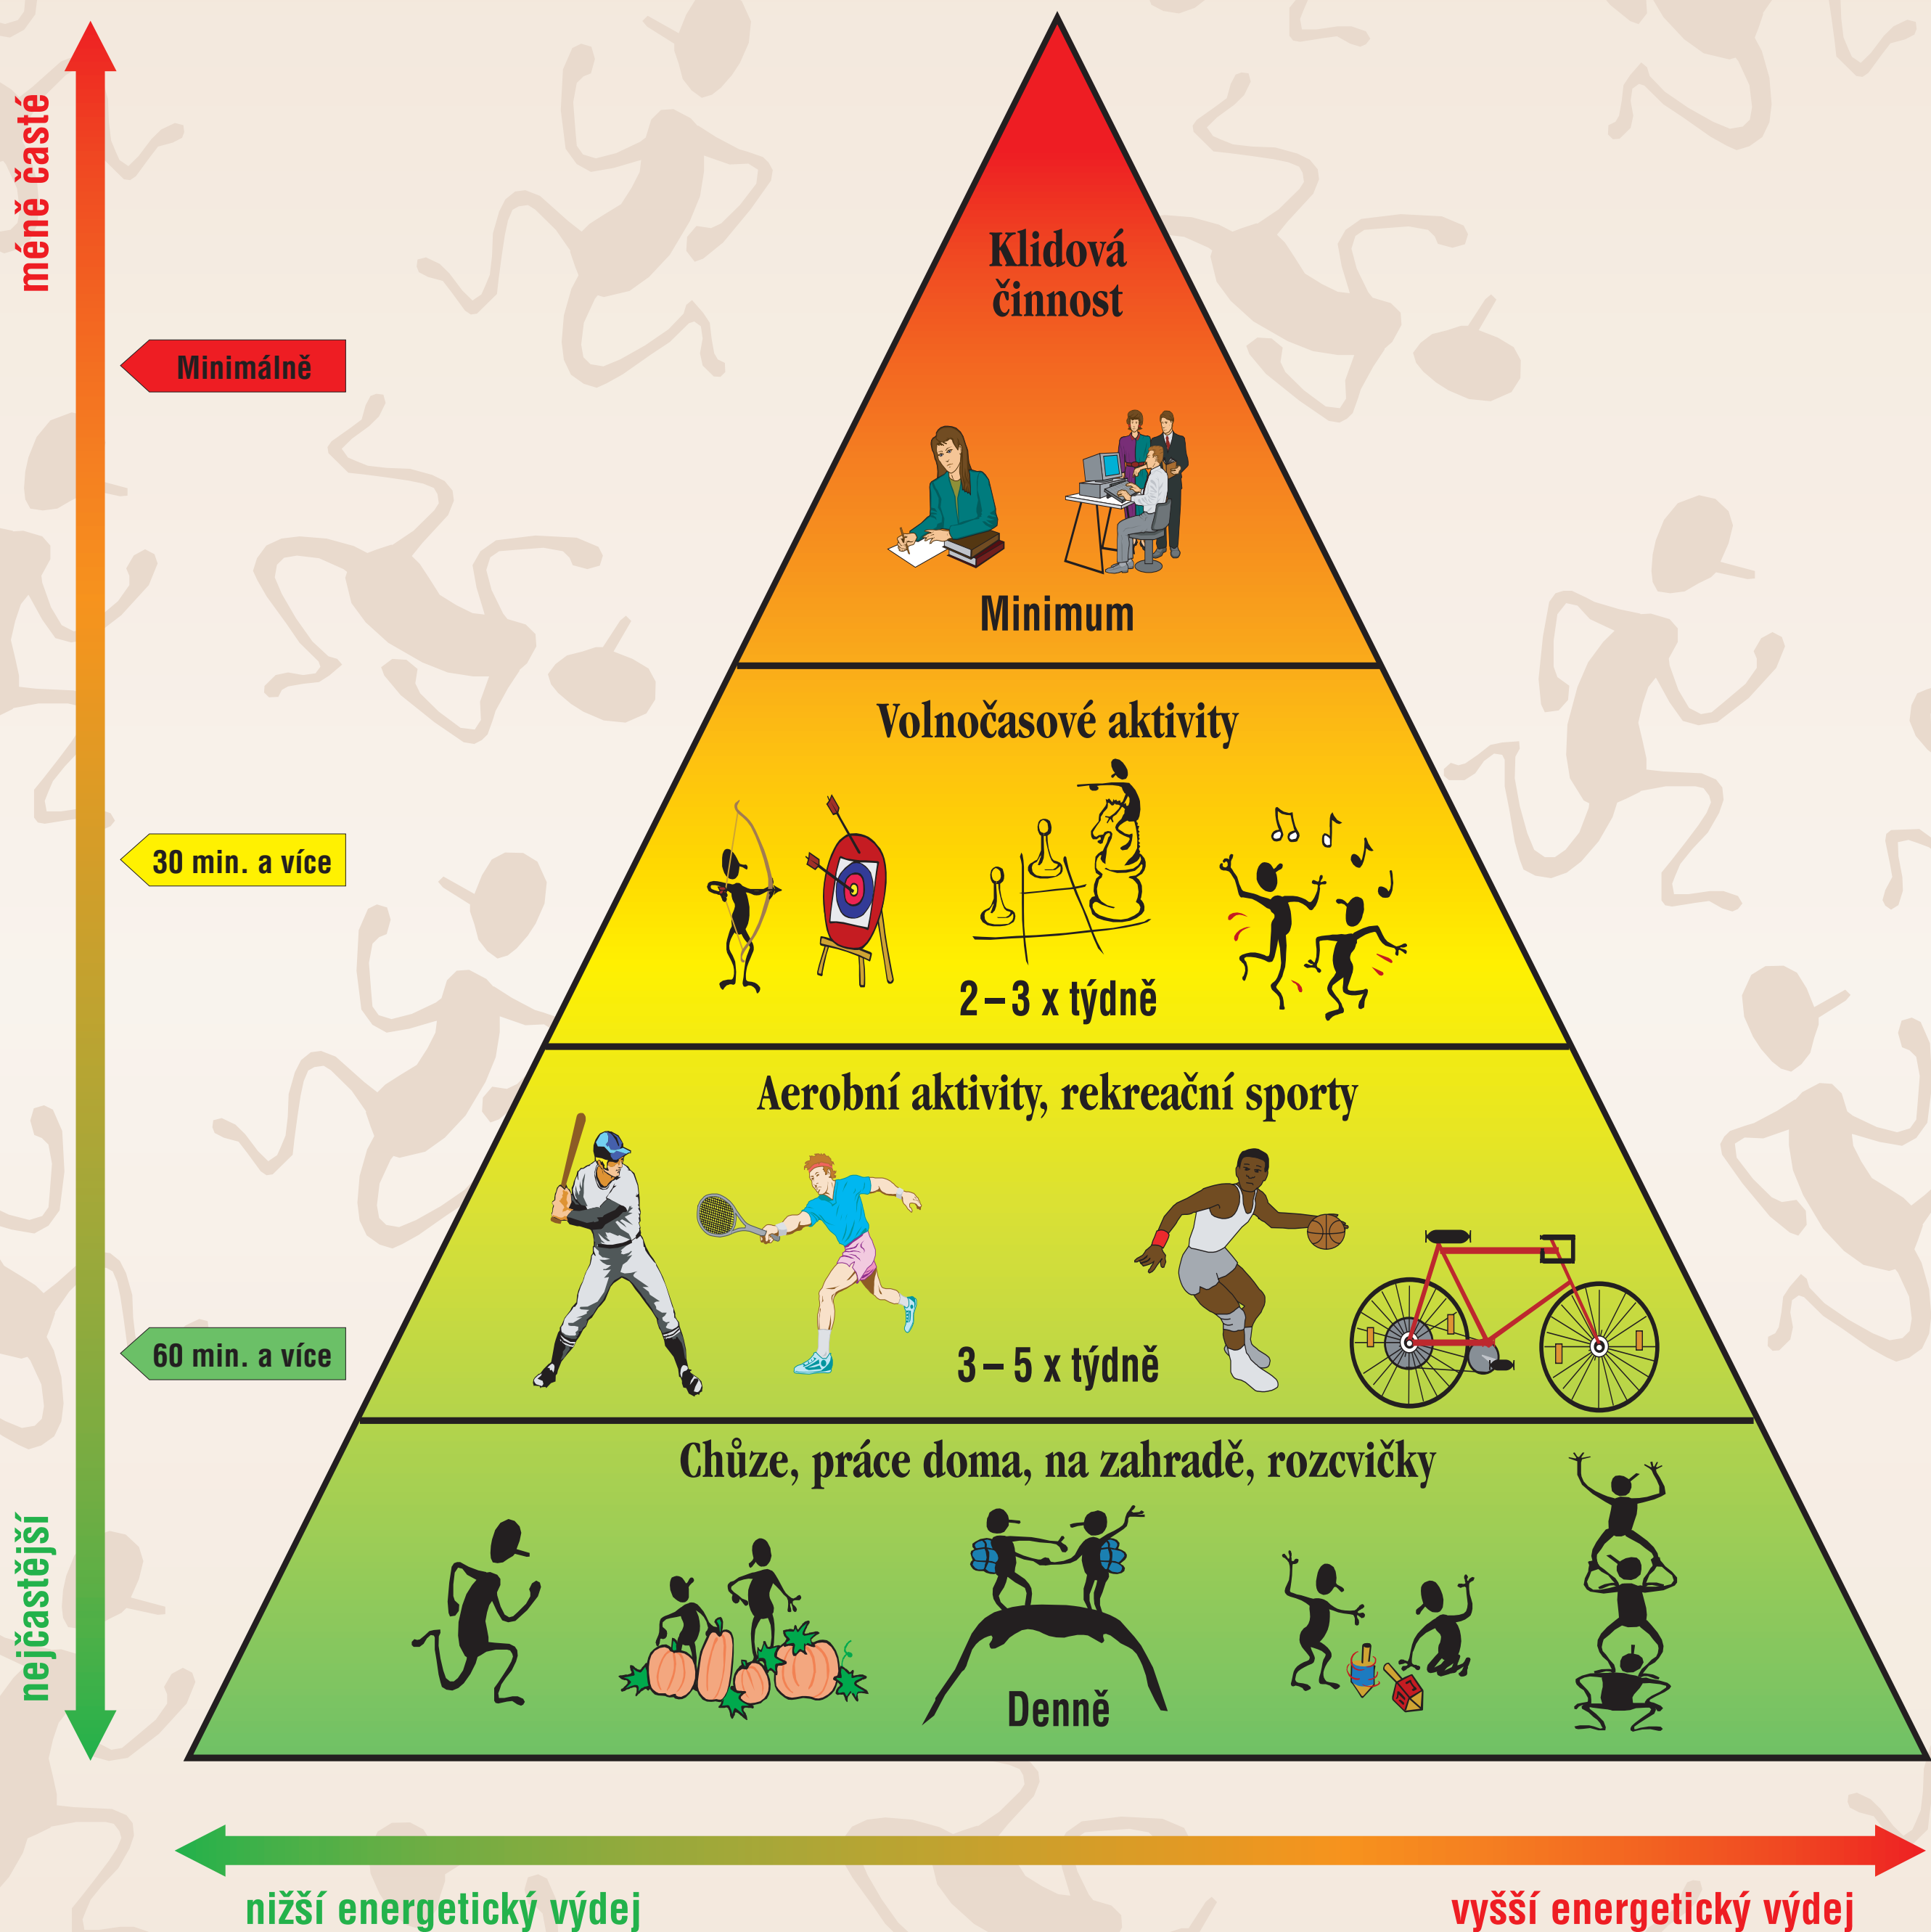 méně časté
Klidová
činnost
Minimálně
Minimum
Volnočasové aktivity
30 min. a více
2 – 3 x týdně
Aerobní aktivity, rekreační sporty
60 min. a více
3 – 5 x týdně
Chůze, práce doma, na zahradě, rozcvičky
nejčastější
Denně
nižší energetický výdej
vyšší energetický výdej